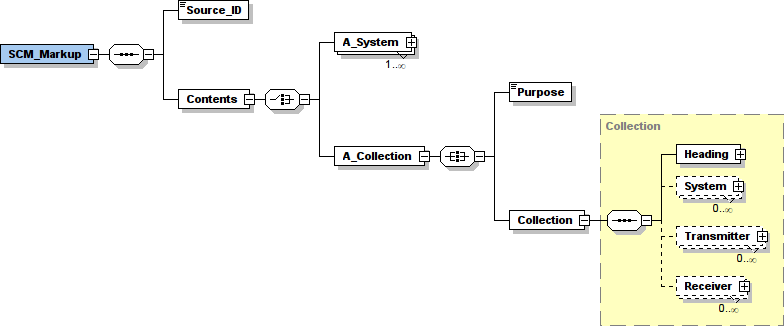 Source_ID
SCM_Markup
A_System
1..∞
Contents
Purpose
Collection
A_Collection
Heading
System
0..∞
Collection
Transmitter
0..∞
Receiver
0..∞